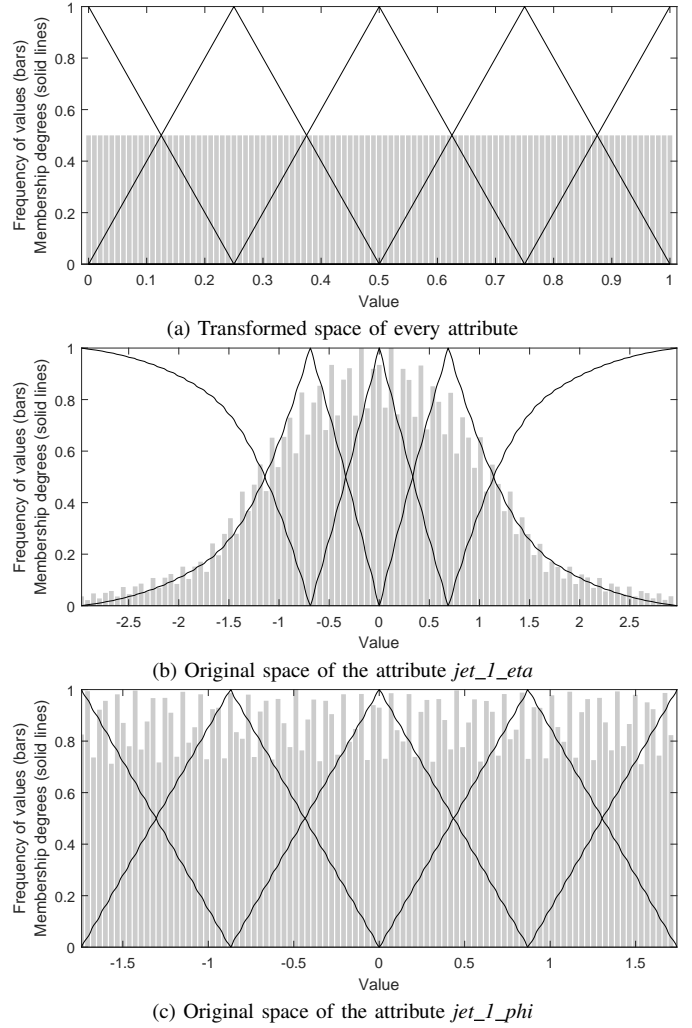 1
0.8
0.6
0.4
0.2
0
Frequency of values (bars)
Membership degrees (solid lines)
0 0.1 0.2 0.3 0.4 0.5 0.6 0.7 0.8 0.9 1
Value
(a) Transformed space of every attribute
1
0.8
0.6
0.4
0.2
0
Frequency of values (bars)
Membership degrees (solid lines)
-2.5 -2 -1.5 -1 -0.5 0 0.5 1 1.5 2 2.5
Value
(b) Original space of the attribute jet_1_eta
1
0.8
0.6
0.4
0.2
0
Frequency of values (bars)
Membership degrees (solid lines)
-1.5 -1 -0.5 0 0.5 1 1.5
Value
(c) Original space of the attribute jet_1_phi